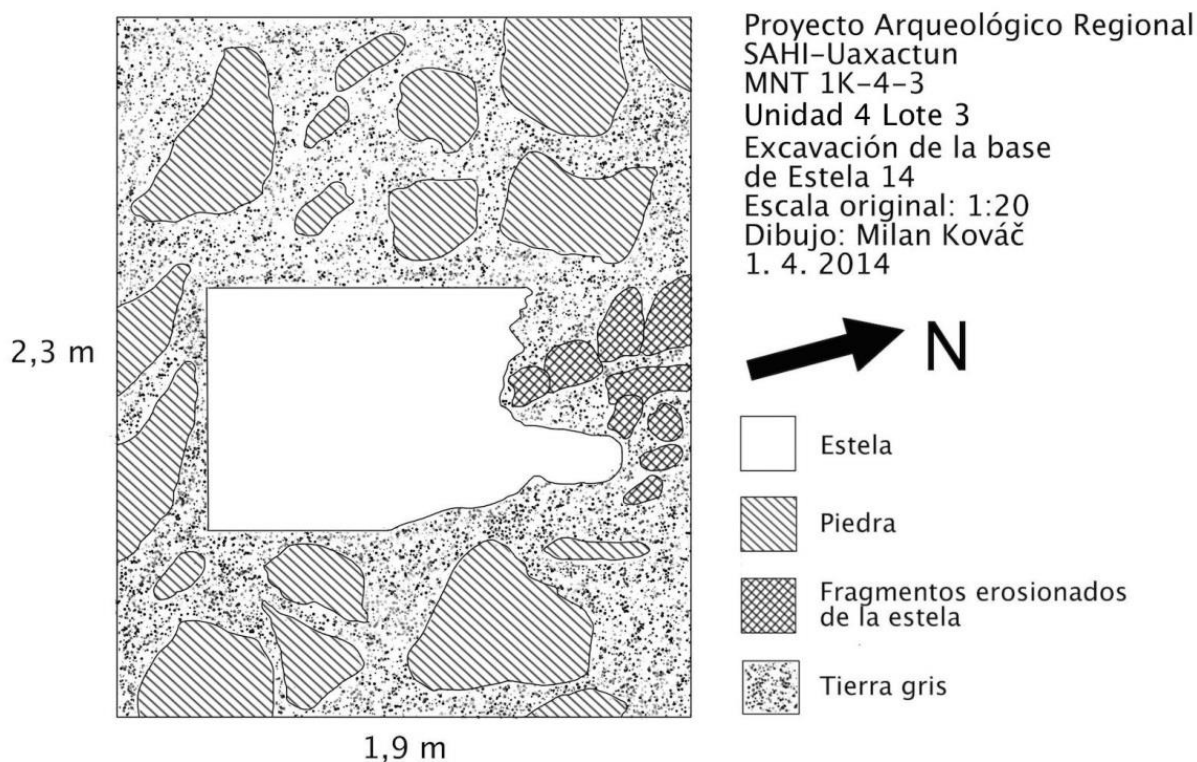 Proyecto Arqueológico Regional
SAHI-Uaxactun
MNT 1K-4-3
Unidad 4 Lote 3
Excavación de la base
de Estela 14
Escala original: 1:20
Dibujo: Milan Kováč
1. 4. 2014
N
2,3 m
Estela
Piedra
Fragmentos erosionados
de la estela
Tierra gris
1,9 m